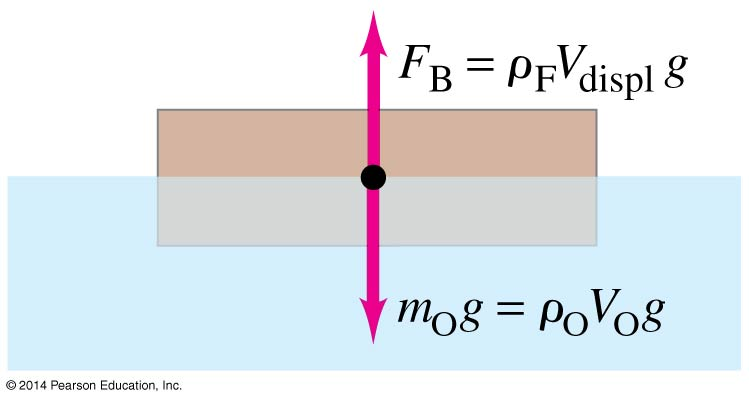 F_B = ρ_F V_displ g
m_O g = ρ_O V_O g
© 2014 Pearson Education, Inc.